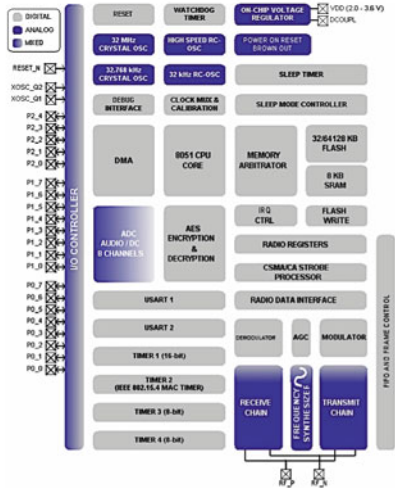 DIGITAL
ANALOG
MIXED
RESET
WATCHDOG
TIMER
ON-CHIP VOLTAGE
REGULATOR
VDD (2.0 - 3.6 V)
DCOUPL
32 MHz
CRYSTAL OSC
HIGH SPEED RC-
OSC
POWER ON RESET
BROWN OUT
32.768 kHz
CRYSTAL OSC
32 kHz RC-OSC
SLEEP TIMER
RESET_N
XOSC_Q2
XOSC_Q1
DEBUG
INTERFACE
CLOCK MUX &
CALIBRATION
SLEEP MODE CONTROLLER
P2_4
P2_3
P2_2
P2_1
P2_0
P1_7
P1_6
P1_5
P1_4
P1_3
P1_2
P1_1
P1_0
P0_7
P0_6
P0_5
P0_4
P0_3
P0_2
P0_1
P0_0
I/O CONTROLLER
DMA
8051 CPU
CORE
MEMORY
ARBITRATOR
32/64128 KB
FLASH
8 KB
SRAM
ADC
AUDIO / DC
8 CHANNELS
AES
ENCRYPTION
&
DECRYPTION
IRQ
CTRL
FLASH
WRITE
RADIO REGISTERS
CSMA/CA STROBE
PROCESSOR
USART 1
RADIO DATA INTERFACE
USART 2
DEMODULATOR
AGC
MODULATOR
TIMER 1 (16-bit)
TIMER 2
(IEEE 802.15.4 MAC TIMER)
TIMER 3 (8-bit)
TIMER 4 (8-bit)
RECEIVE
CHAIN
FREQUENCY
SYNTHESIZER
TRANSMIT
CHAIN
FIFO AND FRAME CONTROL
RF_P
RF_N